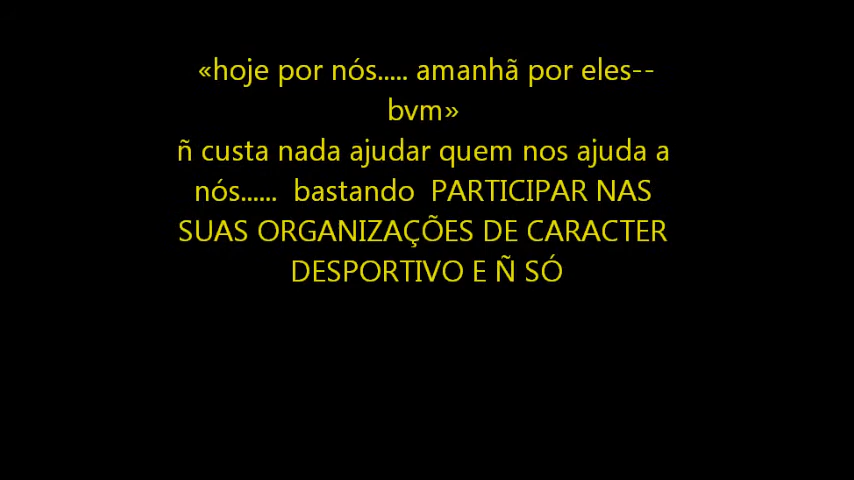 «hoje por nós..... amanhã por eles--
bvm»
ñ custa nada ajudar quem nos ajuda a
nós...... bastando PARTICIPAR NAS
SUAS ORGANIZAÇÕES DE CARACTER
DESPORTIVO E Ñ SÓ